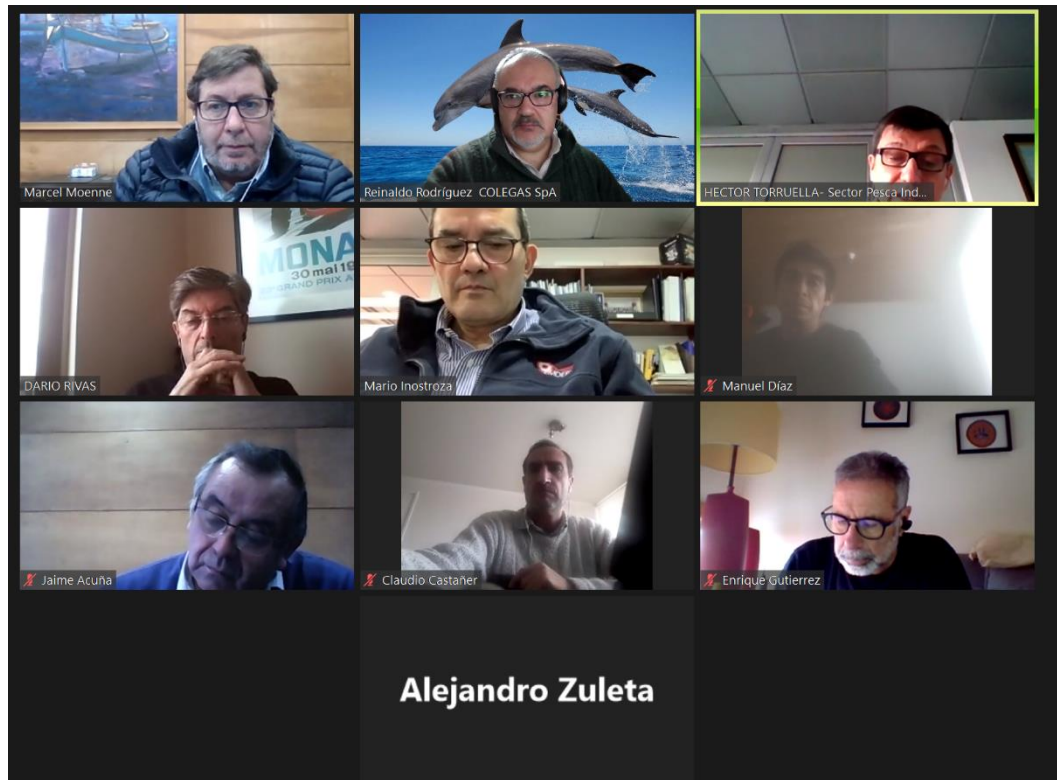 Marcel Moenne
Reinaldo Rodríguez COLEGAS SpA
HECTOR TORRUELLA- Sector Pesca Ind...
MONA
30 mai 19
GRAND PRIX A
DARIO RIVAS
Mario Inostroza
Manuel Díaz
Jaime Acuña
Claudio Castañer
Enrique Gutierrez
Alejandro Zuleta